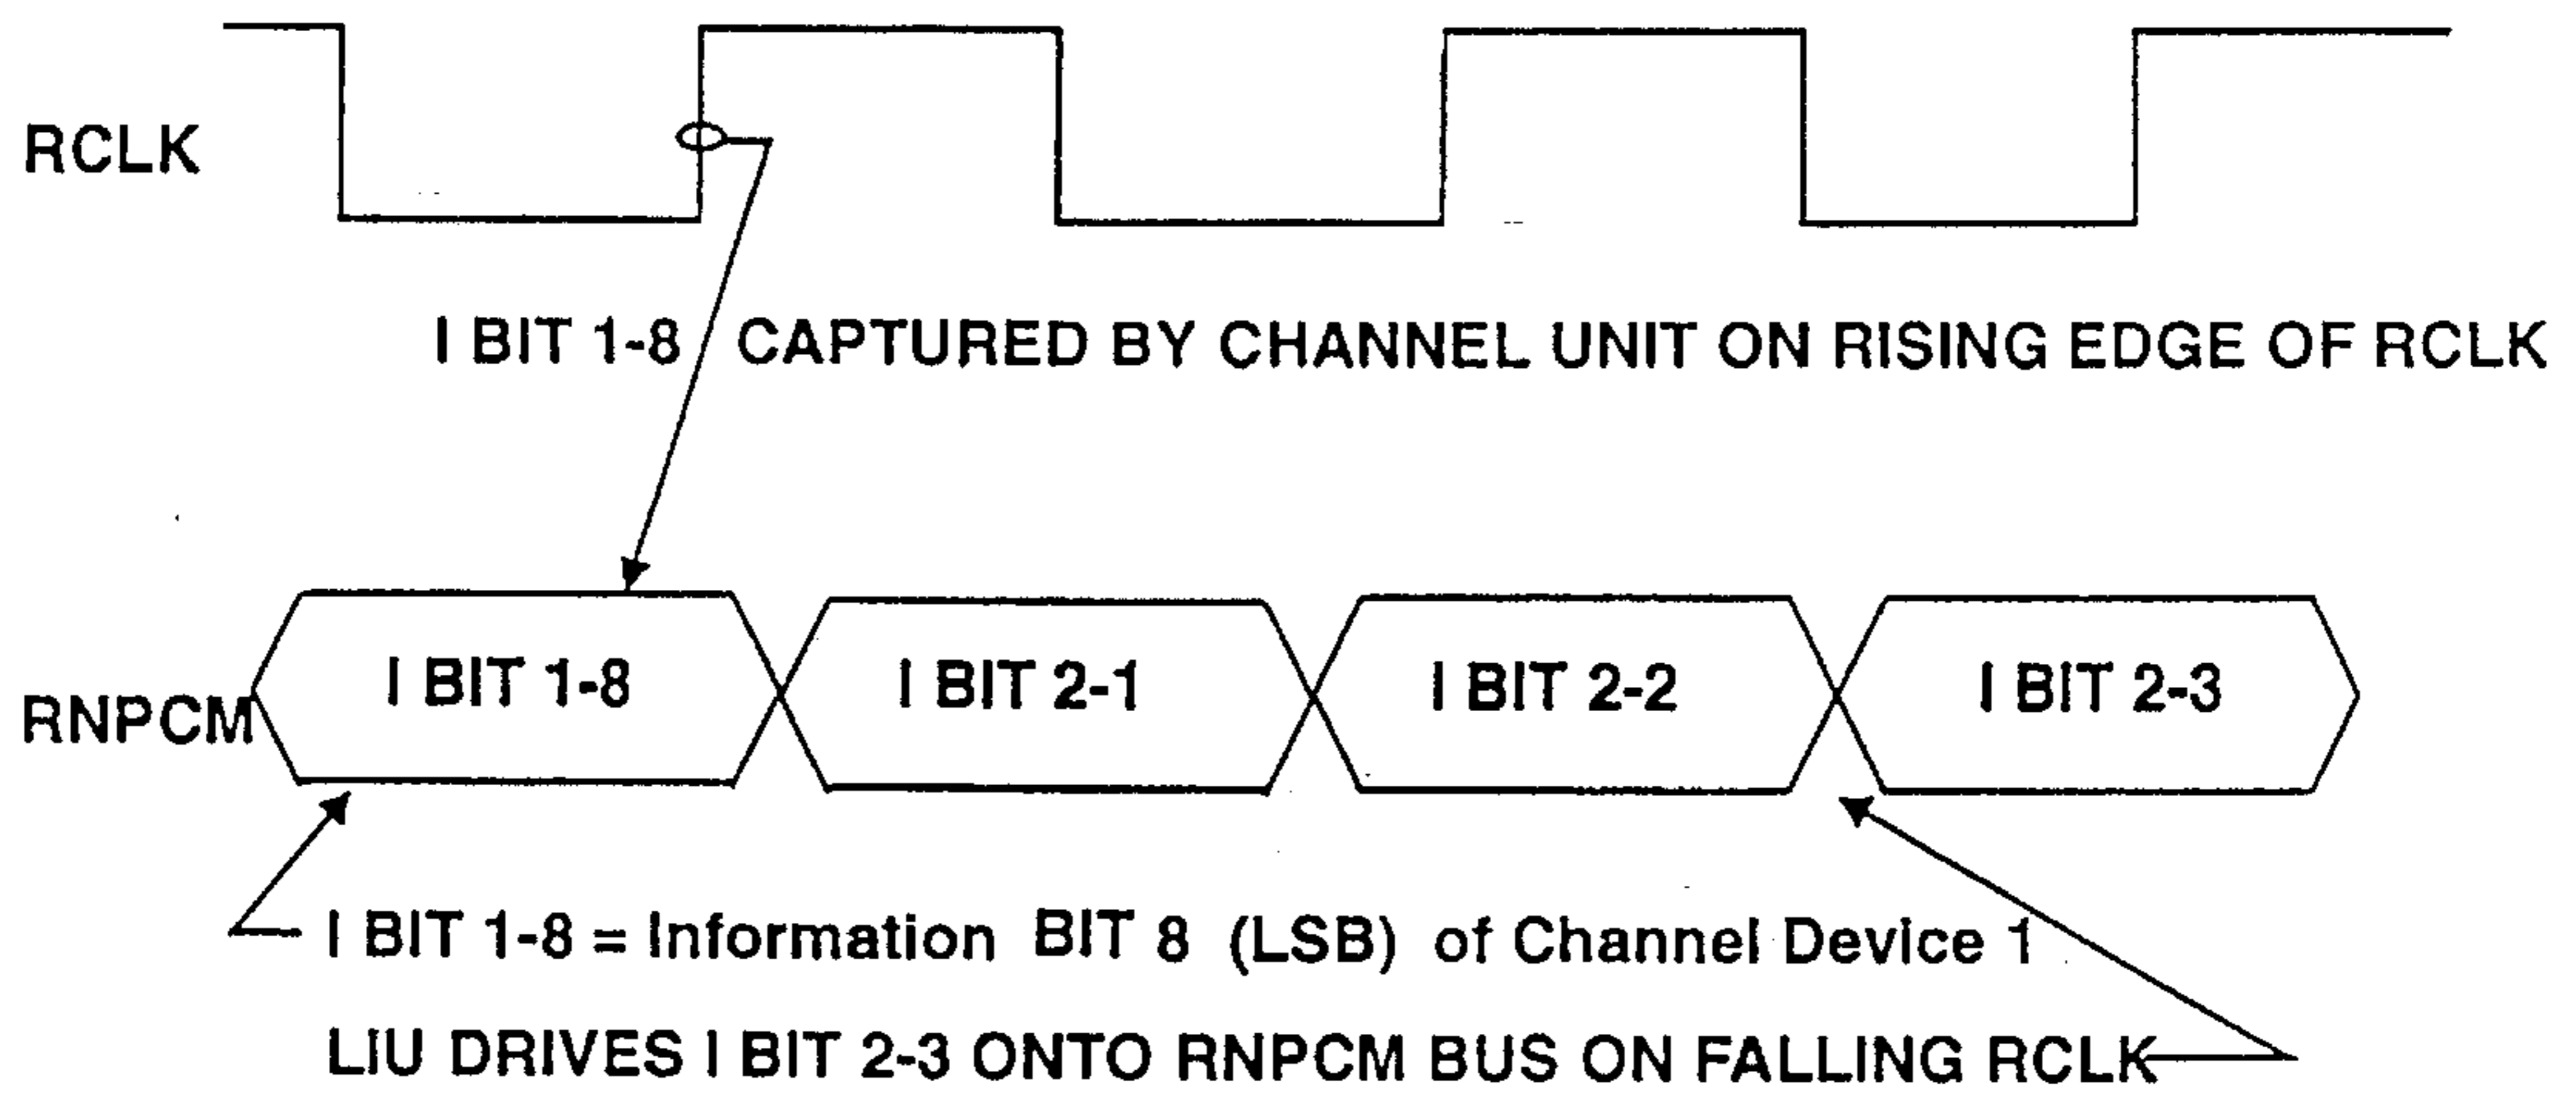 RCLK
I BIT 1-8 CAPTURED BY CHANNEL UNIT ON RISING EDGE OF RCLK
RNPCM
I BIT 1-8
I BIT 2-1
I BIT 2-2
I BIT 2-3
I BIT 1-8 = Information BIT 8 (LSB) of Channel Device 1
LIU DRIVES I BIT 2-3 ONTO RNPCM BUS ON FALLING RCLK